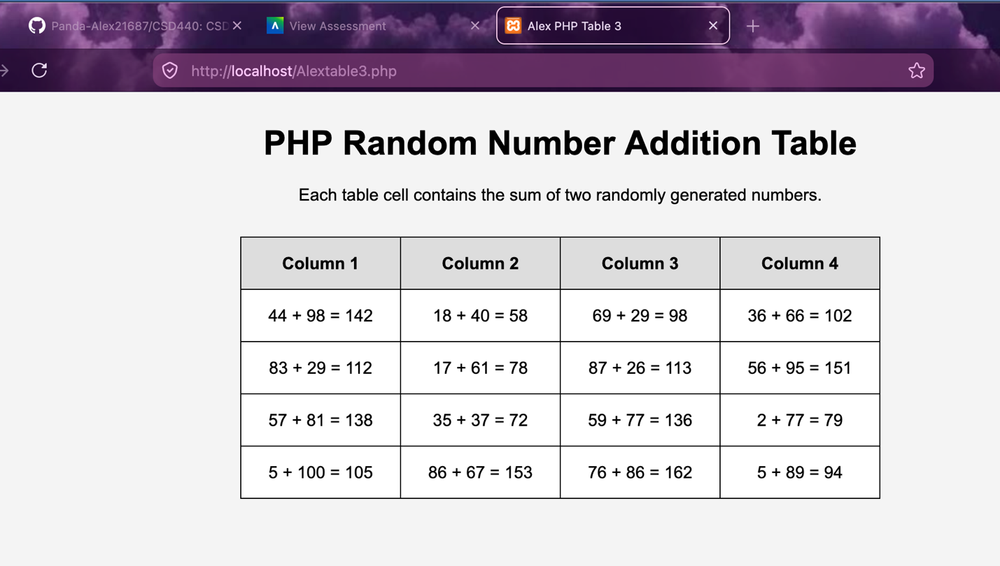 Panda-Alex21687/CSD440: CSD View Assessment Alex PHP Table 3
http://localhost/Alextable3.php
PHP Random Number Addition Table
Each table cell contains the sum of two randomly generated numbers.
Column 1 Column 2 Column 3 Column 4
44 + 98 = 142 18 + 40 = 58 69 + 29 = 98 36 + 66 = 102
83 + 29 = 112 17 + 61 = 78 87 + 26 = 113 56 + 95 = 151
57 + 81 = 138 35 + 37 = 72 59 + 77 = 136 2 + 77 = 79
5 + 100 = 105 86 + 67 = 153 76 + 86 = 162 5 + 89 = 94